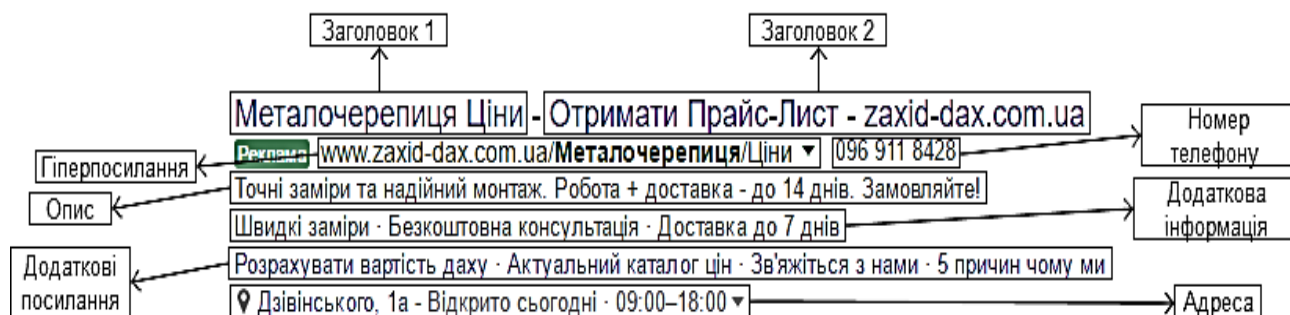 Заголовок 1
Заголовок 2
Металочерепиця Ціни - Отримати Прайс-Лист - zaxid-dax.com.ua
Номер
телефону
Реклама www.zaxid-dax.com.ua/Металочерепиця/Ціни ▼ 096 911 8428
Гіперпосилання
Точні заміри та надійний монтаж. Робота + доставка - до 14 днів. Замовляйте!
Опис
Додаткова
інформація
Швидкі заміри · Безкоштовна консультація · Доставка до 7 днів
Додаткові
посилання
Розрахувати вартість даху · Актуальний каталог цін · Зв'яжіться з нами · 5 причин чому ми
Дзівінського, 1а - Відкрито сьогодні · 09:00–18:00 ▾
Адреса